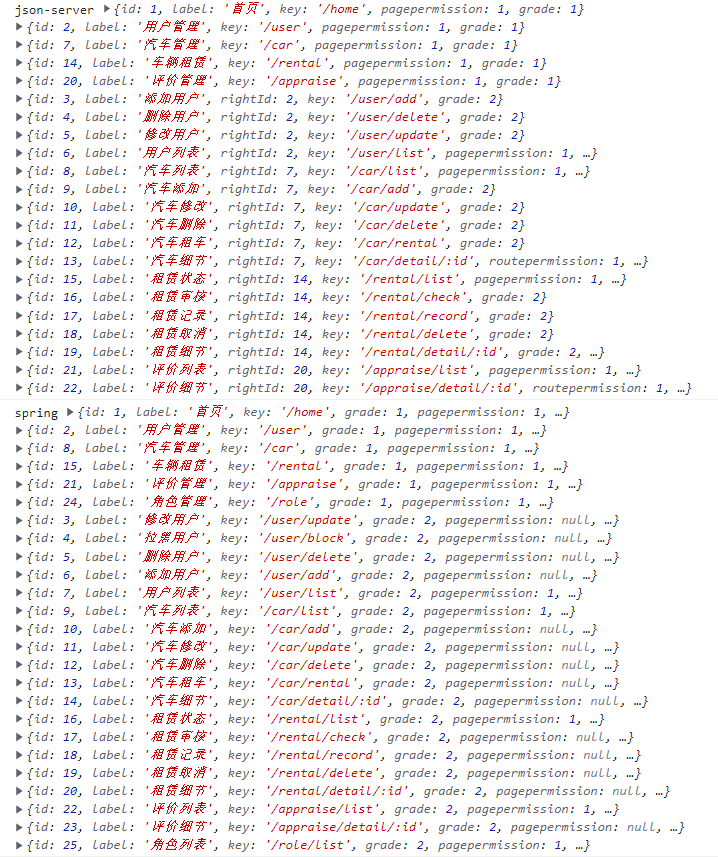 json-server ▶{id: 1, label: '首页', key: '/home', pagepermission: 1, grade: 1}
▶{id: 2, label: '用户管理', key: '/user', pagepermission: 1, grade: 1}
▶{id: 7, label: '汽车管理', key: '/car', pagepermission: 1, grade: 1}
▶{id: 14, label: '车辆租赁', key: '/rental', pagepermission: 1, grade: 1}
▶{id: 20, label: '评价管理', key: '/appraise', pagepermission: 1, grade: 1}
▶{id: 3, label: '添加用户', rightId: 2, key: '/user/add', grade: 2}
▶{id: 4, label: '删除用户', rightId: 2, key: '/user/delete', grade: 2}
▶{id: 5, label: '修改用户', rightId: 2, key: '/user/update', grade: 2}
▶{id: 6, label: '用户列表', rightId: 2, key: '/user/list', pagepermission: 1, …}
▶{id: 8, label: '汽车列表', rightId: 7, key: '/car/list', pagepermission: 1, …}
▶{id: 9, label: '汽车添加', rightId: 7, key: '/car/add', grade: 2}
▶{id: 10, label: '汽车修改', rightId: 7, key: '/car/update', grade: 2}
▶{id: 11, label: '汽车删除', rightId: 7, key: '/car/delete', grade: 2}
▶{id: 12, label: '汽车租车', rightId: 7, key: '/car/rental', grade: 2}
▶{id: 13, label: '汽车细节', rightId: 7, key: '/car/detail/:id', routepermission: 1, …}
▶{id: 15, label: '租赁状态', rightId: 14, key: '/rental/list', pagepermission: 1, …}
▶{id: 16, label: '租赁审核', rightId: 14, key: '/rental/check', grade: 2}
▶{id: 17, label: '租赁记录', rightId: 14, key: '/rental/record', grade: 2}
▶{id: 18, label: '租赁取消', rightId: 14, key: '/rental/delete', grade: 2}
▶{id: 19, label: '租赁细节', rightId: 14, key: '/rental/detail/:id', grade: 2, …}
▶{id: 21, label: '评价列表', rightId: 20, key: '/appraise/list', pagepermission: 1, …}
▶{id: 22, label: '评价细节', rightId: 20, key: '/appraise/detail/:id', routepermission: 1, …}
spring ▶{id: 1, label: '首页', key: '/home', grade: 1, pagepermission: 1, …}
▶{id: 2, label: '用户管理', key: '/user', grade: 1, pagepermission: 1, …}
▶{id: 8, label: '汽车管理', key: '/car', grade: 1, pagepermission: 1, …}
▶{id: 15, label: '车辆租赁', key: '/rental', grade: 1, pagepermission: 1, …}
▶{id: 21, label: '评价管理', key: '/appraise', grade: 1, pagepermission: 1, …}
▶{id: 24, label: '角色管理', key: '/role', grade: 1, pagepermission: 1, …}
▶{id: 3, label: '修改用户', key: '/user/update', grade: 2, pagepermission: null, …}
▶{id: 4, label: '拉黑用户', key: '/user/block', grade: 2, pagepermission: null, …}
▶{id: 5, label: '删除用户', key: '/user/delete', grade: 2, pagepermission: null, …}
▶{id: 6, label: '添加用户', key: '/user/add', grade: 2, pagepermission: null, …}
▶{id: 7, label: '用户列表', key: '/user/list', grade: 2, pagepermission: 1, …}
▶{id: 9, label: '汽车列表', key: '/car/list', grade: 2, pagepermission: 1, …}
▶{id: 10, label: '汽车添加', key: '/car/add', grade: 2, pagepermission: null, …}
▶{id: 11, label: '汽车修改', key: '/car/update', grade: 2, pagepermission: null, …}
▶{id: 12, label: '汽车删除', key: '/car/delete', grade: 2, pagepermission: null, …}
▶{id: 13, label: '汽车租车', key: '/car/rental', grade: 2, pagepermission: null, …}
▶{id: 14, label: '汽车细节', key: '/car/detail/:id', grade: 2, pagepermission: null, …}
▶{id: 16, label: '租赁状态', key: '/rental/list', grade: 2, pagepermission: 1, …}
▶{id: 17, label: '租赁审核', key: '/rental/check', grade: 2, pagepermission: null, …}
▶{id: 18, label: '租赁记录', key: '/rental/record', grade: 2, pagepermission: null, …}
▶{id: 19, label: '租赁取消', key: '/rental/delete', grade: 2, pagepermission: null, …}
▶{id: 20, label: '租赁细节', key: '/rental/detail/:id', grade: 2, pagepermission: null, …}
▶{id: 22, label: '评价列表', key: '/appraise/list', grade: 2, pagepermission: 1, …}
▶{id: 23, label: '评价细节', key: '/appraise/detail/:id', grade: 2, pagepermission: null, …}
▶{id: 25, label: '角色列表', key: '/role/list', grade: 2, pagepermission: 1, …}